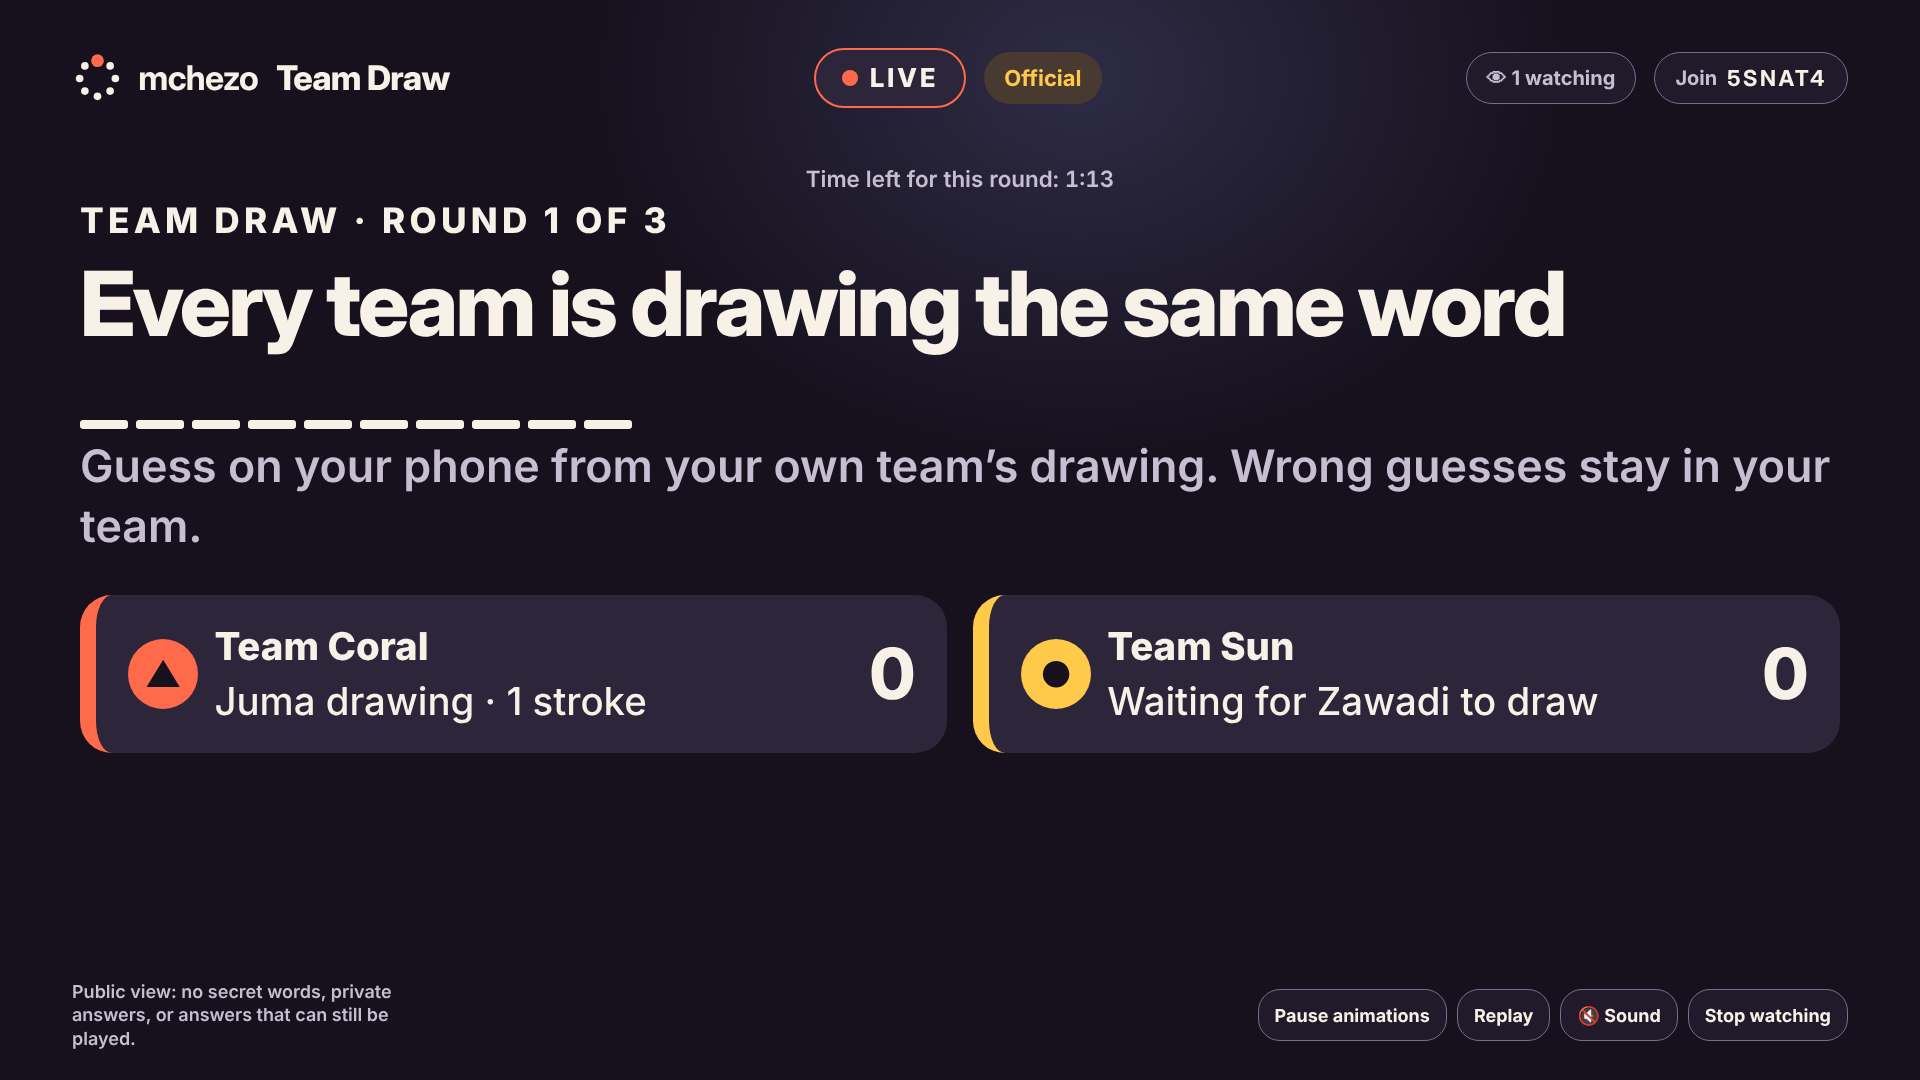 mchezo Team Draw
LIVE
Official
1 watching
Join 5SNAT4
Time left for this round: 1:13
TEAM DRAW · ROUND 1 OF 3
Every team is drawing the same word
Guess on your phone from your own team’s drawing. Wrong guesses stay in your
team.
Team Coral
Juma drawing · 1 stroke
0
Team Sun
Waiting for Zawadi to draw
0
Public view: no secret words, private
answers, or answers that can still be
played.
Pause animations
Replay
Sound
Stop watching